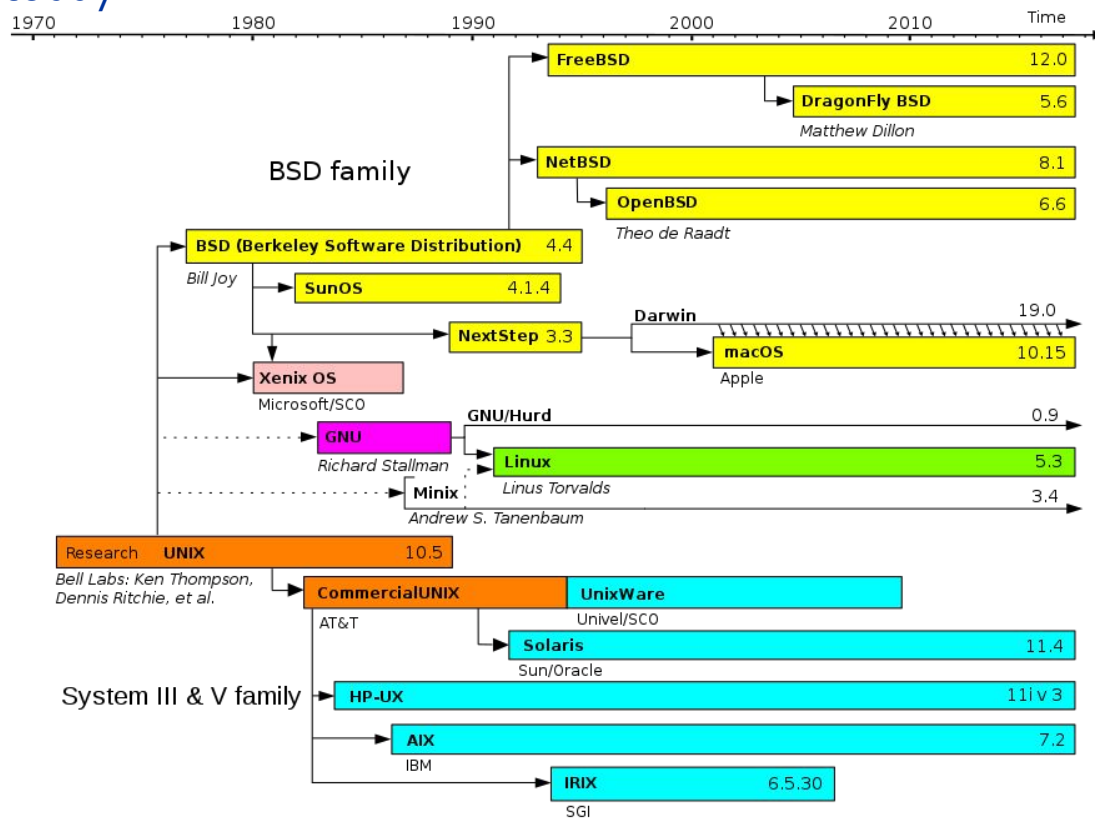 1970 1980 1990 2000 2010 Time
FreeBSD 12.0
DragonFly BSD 5.6
Matthew Dillon
BSD family
NetBSD 8.1
OpenBSD 6.6
Theo de Raadt
BSD (Berkeley Software Distribution) 4.4
Bill Joy
SunOS 4.1.4
Darwin 19.0
NextStep 3.3
macOS 10.15
Apple
Xenix OS
Microsoft/SCO
GNU/Hurd 0.9
GNU
Richard Stallman
Linux 5.3
Linus Torvalds
Minix 3.4
Andrew S. Tanenbaum
Research UNIX 10.5
Bell Labs: Ken Thompson,
Dennis Ritchie, et al.
CommercialUNIX UnixWare
AT&T Univel/SCO
Solaris 11.4
Sun/Oracle
System III & V family
HP-UX 11i v 3
AIX 7.2
IBM
IRIX 6.5.30
SGI